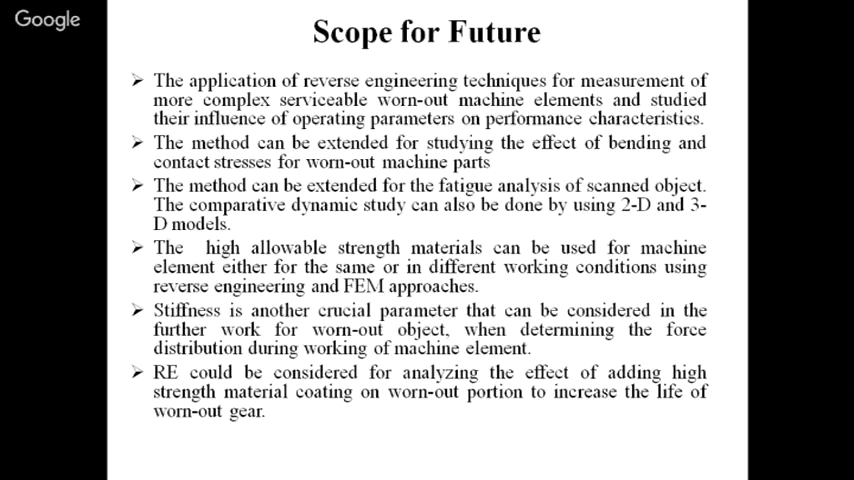 Google
Scope for Future
➢ The application of reverse engineering techniques for measurement of
more complex serviceable worn-out machine elements and studied
their influence of operating parameters on performance characteristics.
➢ The method can be extended for studying the effect of bending and
contact stresses for worn-out machine parts
➢ The method can be extended for the fatigue analysis of scanned object.
The comparative dynamic study can also be done by using 2-D and 3-
D models.
➢ The high allowable strength materials can be used for machine
element either for the same or in different working conditions using
reverse engineering and FEM approaches.
➢ Stiffness is another crucial parameter that can be considered in the
further work for worn-out object, when determining the force
distribution during working of machine element.
➢ RE could be considered for analyzing the effect of adding high
strength material coating on worn-out portion to increase the life of
worn-out gear.